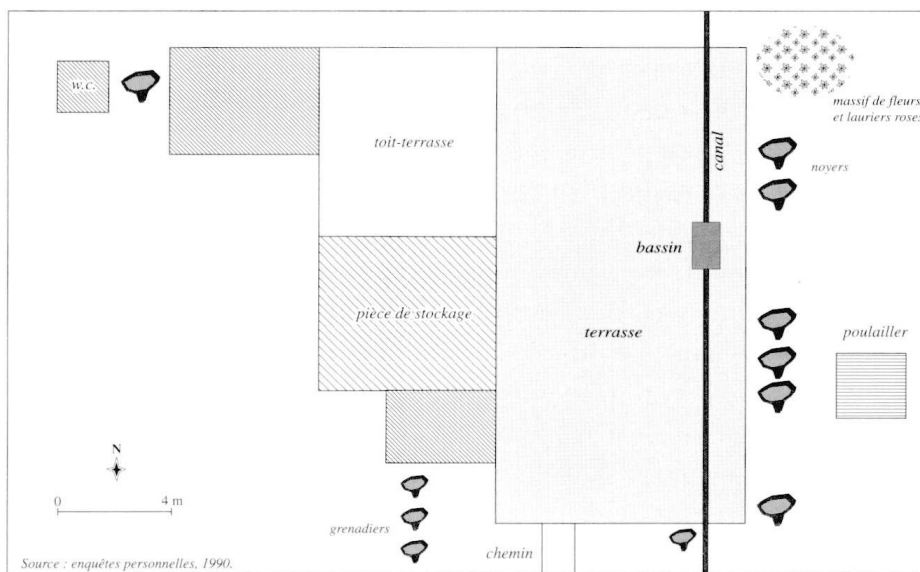 w.c.
toit-terrasse
canal
massif de fleurs
et lauriers roses
noyers
bassin
pièce de stockage
terrasse
poulailler
N
0 4 m
grenadiers
chemin
Source : enquêtes personnelles, 1990.